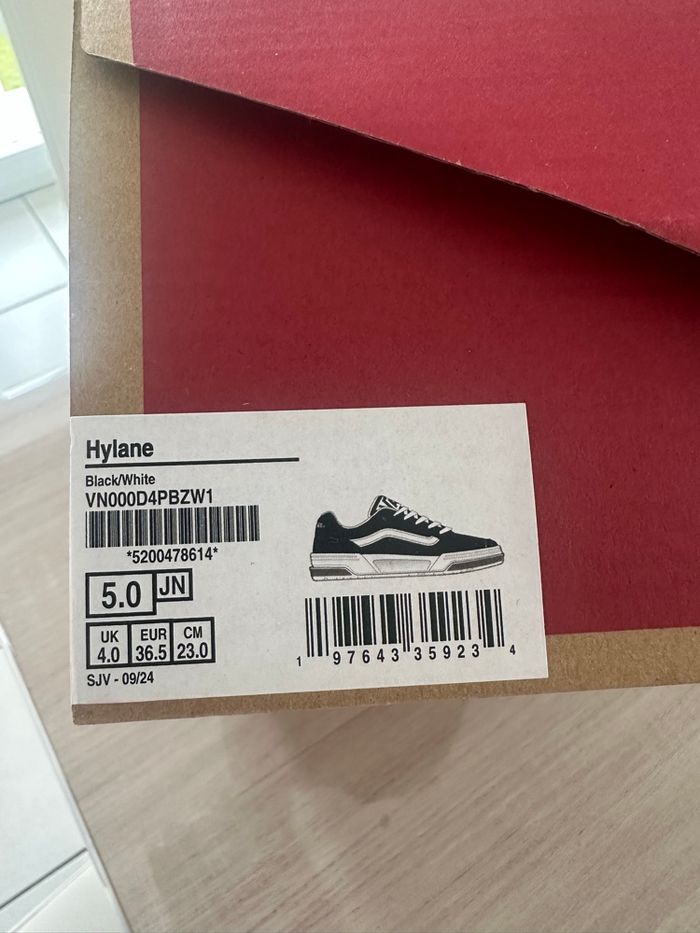 Hylane
Black/White
VN000D4PBZW1
*5200478614*
5.0 JN
UK EUR CM
4.0 36.5 23.0
SJV - 09/24
1 97643 35923 4